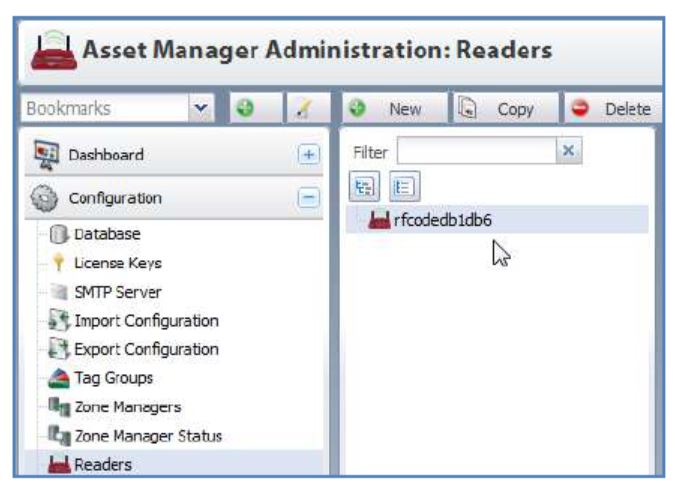 Asset Manager Administration: Readers
Bookmarks
New
Copy
Delete
Dashboard
Configuration
Database
License Keys
SMTP Server
Import Configuration
Export Configuration
Tag Groups
Zone Managers
Zone Manager Status
Readers
Filter
rfcodedb1db6